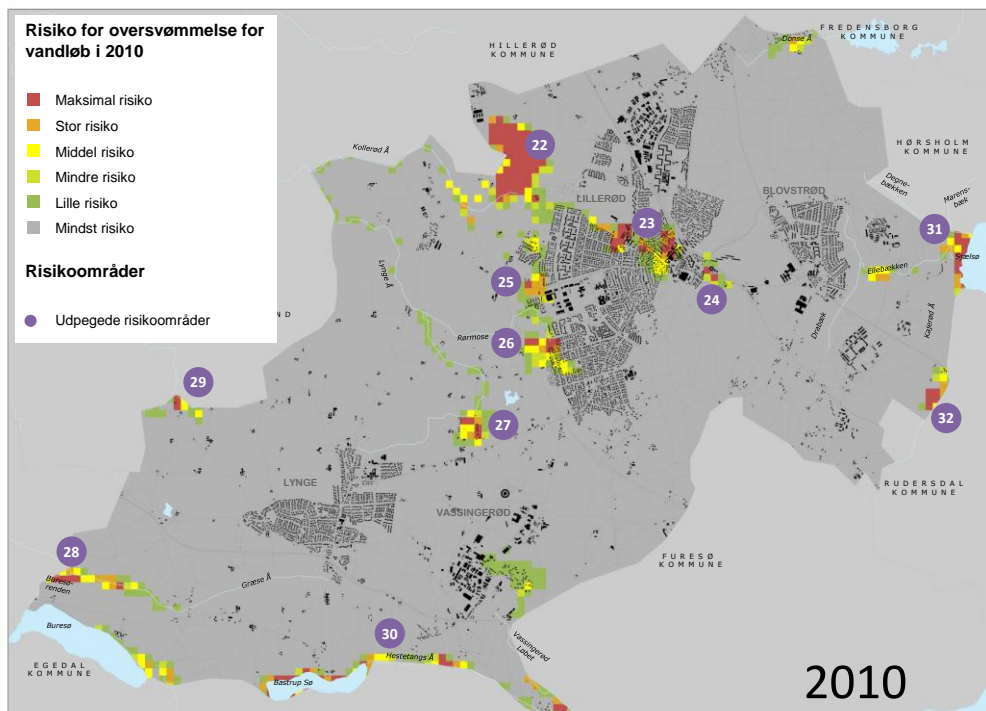 Risiko for oversvømmelse for
vandløb i 2010
Maksimal risiko
Stor risiko
Middel risiko
Mindre risiko
Lille risiko
Mindst risiko
Risikoområder
Udpegede risikoområder
HILLERØD
KOMMUNE
FREDENSBORG
KOMMUNE
Donse Å
HØRSHOLM
KOMMUNE
Kollerød Å
22
Degne-
bækken
Marens-
bæk
LILLERØD
BLOVSTRØD
23
31
Sjælsø
Ellebækken
Lynge Å
25
24
ND
Kajerød Å
Drabæk
Rørmose
26
29
32
27
LYNGE
RUDERSDAL
KOMMUNE
VASSINGERØD
28
FURESØ
KOMMUNE
Buresø-
renden
Græse Å
Buresø
30
Vassingerød
Løbet
Hestetangs Å
EGEDAL
KOMMUNE
Bastrup Sø
2010